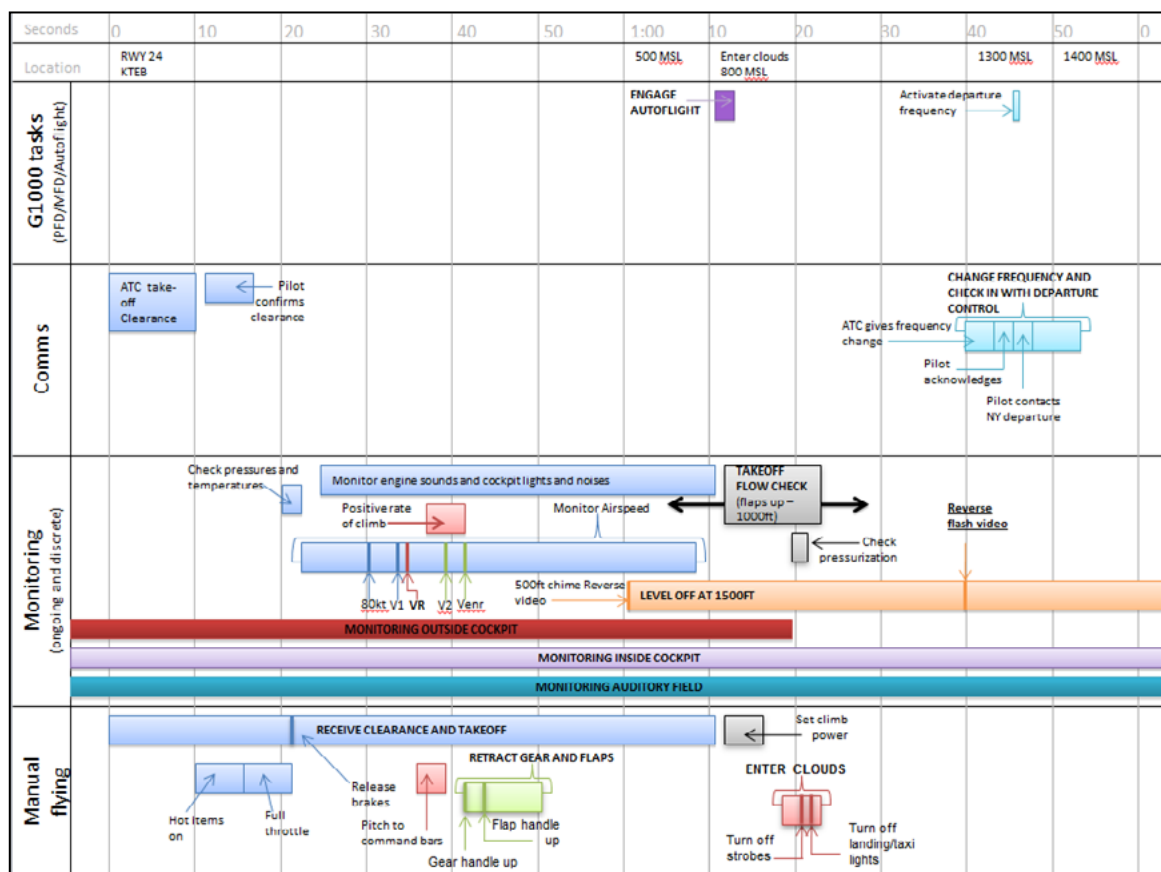 Seconds 0 10 20 30 40 50 1:00 10 20 30 40 50 0
Location
RWY 24
KTEB
500 MSL
Enter clouds
800 MSL
1300 MSL
1400 MSL
G1000 tasks
(PFD/MFD/Autoflight)
ENGAGE
AUTOFLIGHT
Activate departure
frequency
Comms
ATC take-
off
Clearance
Pilot
confirms
clearance
CHANGE FREQUENCY AND
CHECK IN WITH DEPARTURE
CONTROL
ATC gives frequency
change
Pilot
acknowledges
Pilot contacts
NY departure
Monitoring
(ongoing and discrete)
Check pressures and
temperatures
Monitor engine sounds and cockpit lights and noises
TAKEOFF
FLOW CHECK
(flaps up –
1000ft)
Positive rate
of climb
Monitor Airspeed
Reverse
flash video
Check
pressurization
80kt V1 VR V2 Venr
500ft chime Reverse
video
LEVEL OFF AT 1500FT
MONITORING OUTSIDE COCKPIT
MONITORING INSIDE COCKPIT
MONITORING AUDITORY FIELD
Manual
flying
RECEIVE CLEARANCE AND TAKEOFF
Set climb
power
Hot items
on
Full
throttle
Release
brakes
Pitch to
command bars
RETRACT GEAR AND FLAPS
Flap handle
up
Gear handle up
ENTER CLOUDS
Turn off
strobes
Turn off
landing/taxi
lights